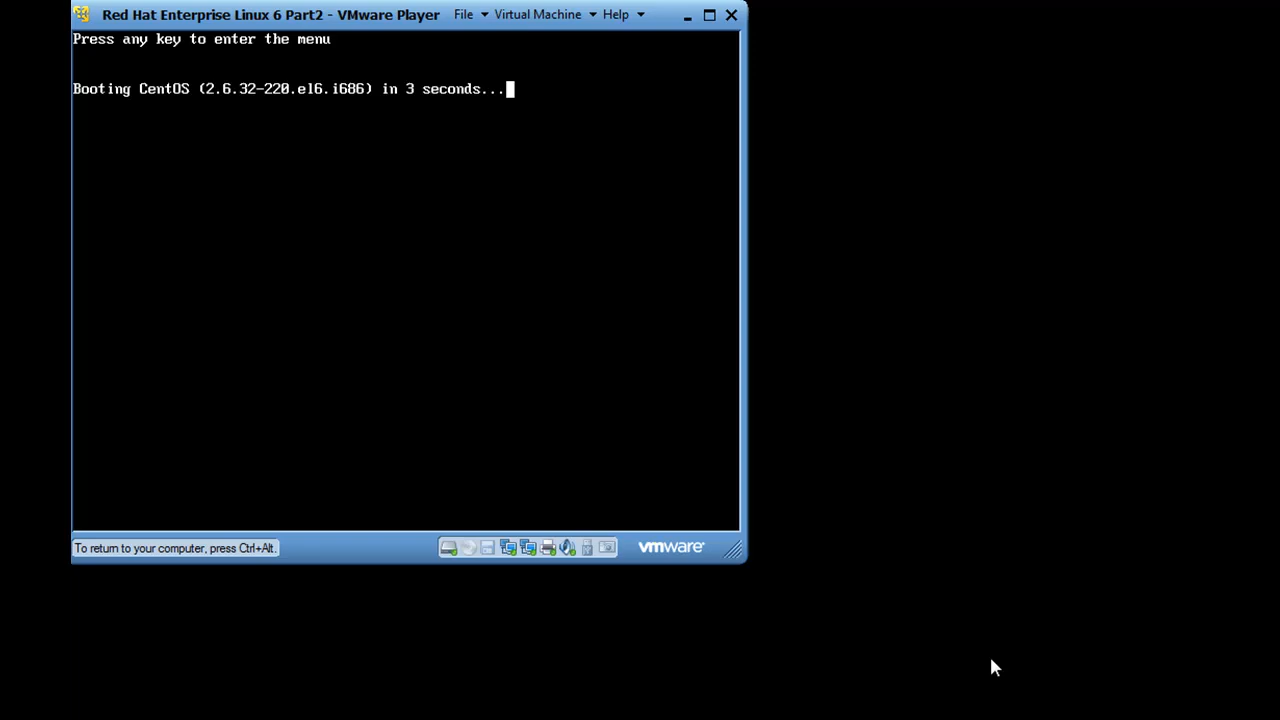 Red Hat Enterprise Linux 6 Part2 - VMware Player File Virtual Machine Help
Press any key to enter the menu
Booting CentOS (2.6.32-220.el6.i686) in 3 seconds...
To return to your computer, press Ctrl+Alt. vmware